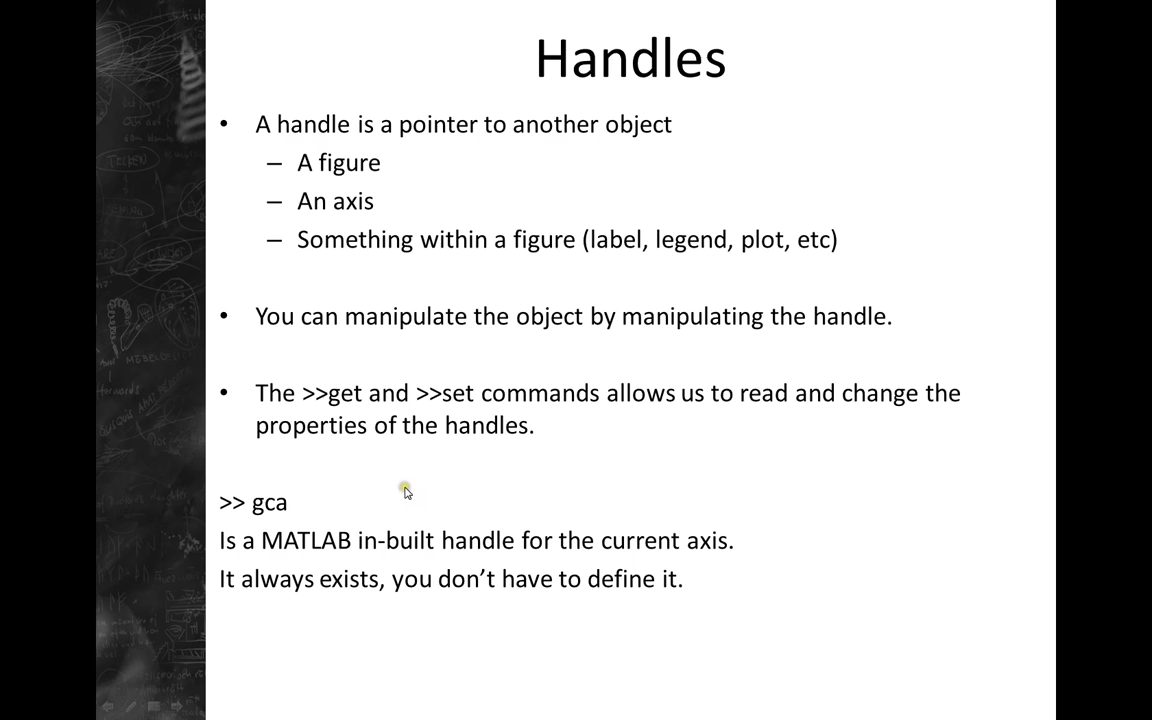 Handles
• A handle is a pointer to another object
– A figure
– An axis
– Something within a figure (label, legend, plot, etc)
• You can manipulate the object by manipulating the handle.
• The >>get and >>set commands allows us to read and change the
properties of the handles.
>> gca
Is a MATLAB in-built handle for the current axis.
It always exists, you don’t have to define it.